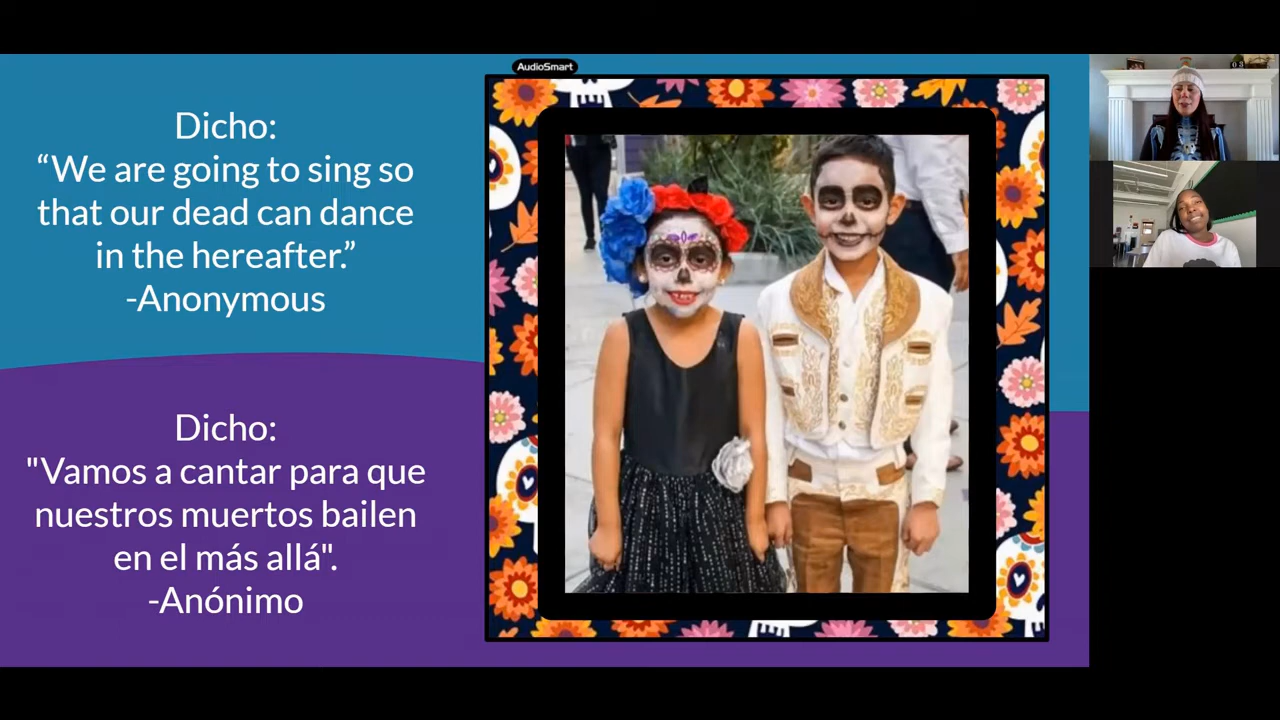 AudioSmart
Dicho:
“We are going to sing so
that our dead can dance
in the hereafter.”
-Anonymous
Dicho:
"Vamos a cantar para que
nuestros muertos bailen
en el más allá".
-Anónimo